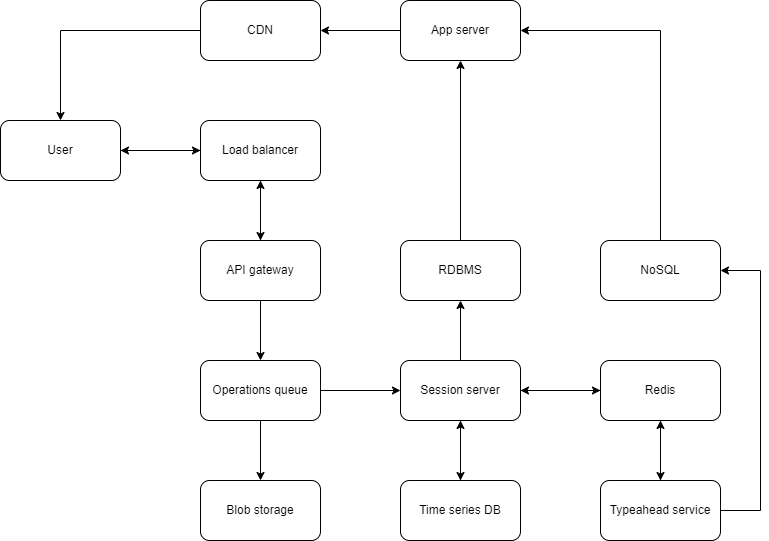 CDN
App server
User
Load balancer
API gateway
RDBMS
NoSQL
Operations queue
Session server
Redis
Blob storage
Time series DB
Typeahead service